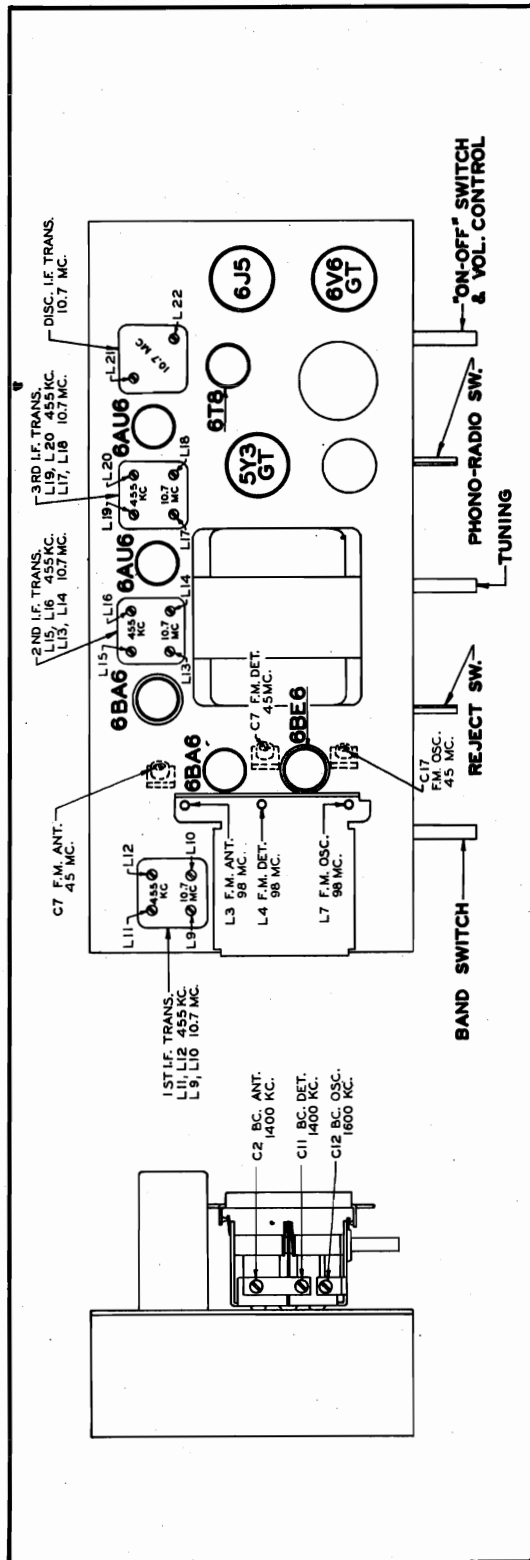 DISC. I.F. TRANS.
10.7 MC.
3RD I.F. TRANS.
L19, L20 455 KC.
L17, L18 10.7 MC.
2ND I.F. TRANS.
L15, L16 455 KC.
L13, L14 10.7 MC.
C7 F.M. ANT.
45 MC.
1ST I.F. TRANS.
L11, L12 455 KC.
L9, L10 10.7 MC.
L21
10.7 MC
L22
6AU6
L19
L20
455
KC
10.7
MC
L17
L18
6AU6
L15
L16
455
KC
10.7
MC
L13
L14
6BA6
L11
L12
455
KC
10.7
MC
L9
L10
6J5
6V6
GT
6T8
5Y3
GT
6BA6
C7 F.M. DET.
45 MC.
6BE6
C17
F.M. OSC.
45 MC.
L3 F.M. ANT.
98 MC.
L4 F.M. DET.
98 MC.
L7 F.M. OSC.
98 MC.
"ON-OFF" SWITCH
& VOL. CONTROL
PHONO-RADIO SW.
TUNING
REJECT SW.
BAND SWITCH
C2 BC. ANT.
1400 KC.
C11 BC. DET.
1400 KC.
C12 BC. OSC.
1600 KC.